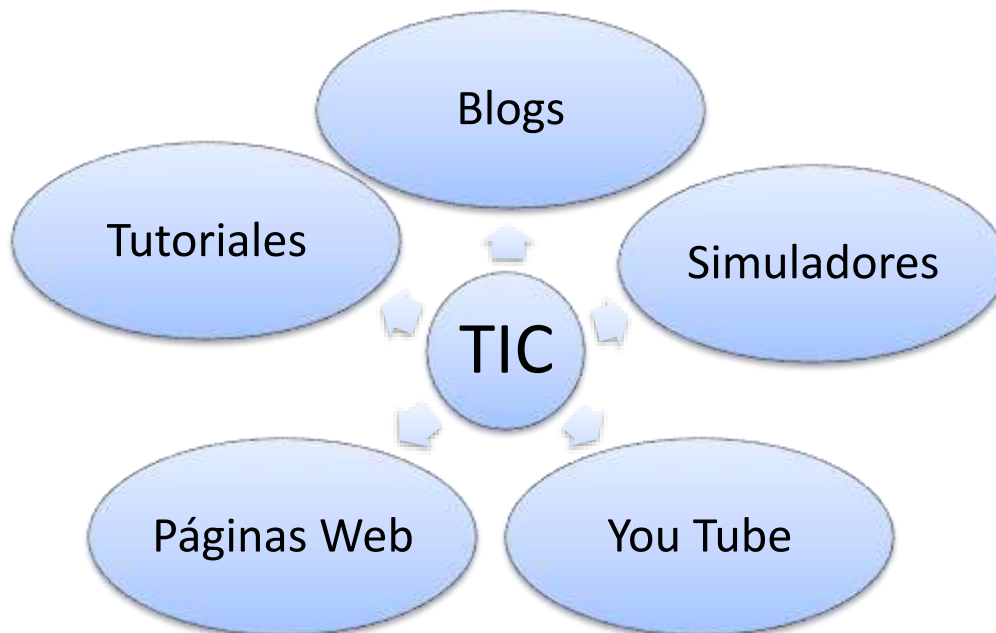 Blogs
Tutoriales
Simuladores
TIC
Páginas Web
You Tube